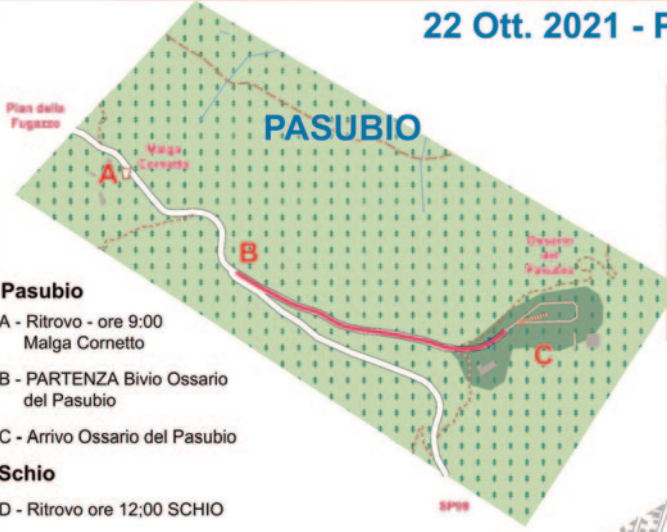 22 Ott. 2021 - P
PASUBIO
Pian delle
Fugazze
Malga
Cornetto
A
B
Ossario
del
Pasubio
C
Pasubio
A - Ritrovo - ore 9:00
Malga Cornetto
B - PARTENZA Bivio Ossario
del Pasubio
C - Arrivo Ossario del Pasubio
Schio
D - Ritrovo ore 12;00 SCHIO